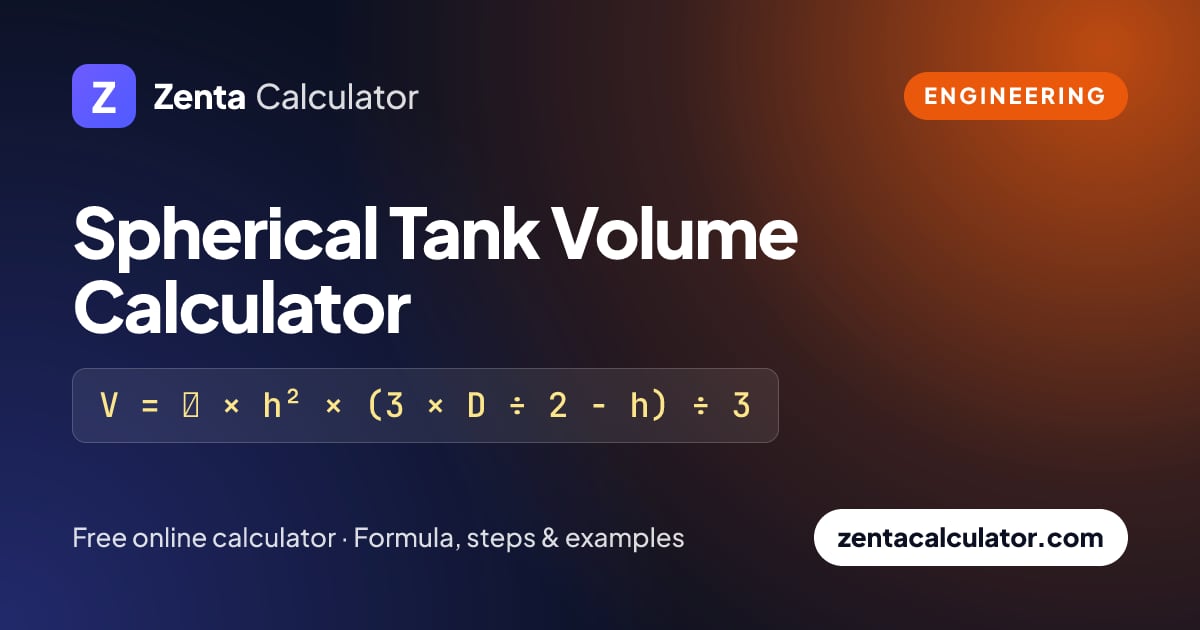 Z
Zenta Calculator
ENGINEERING
Spherical Tank Volume
Calculator
V = × h² × (3 × D ÷ 2 - h) ÷ 3
Free online calculator · Formula, steps & examples
zentacalculator.com